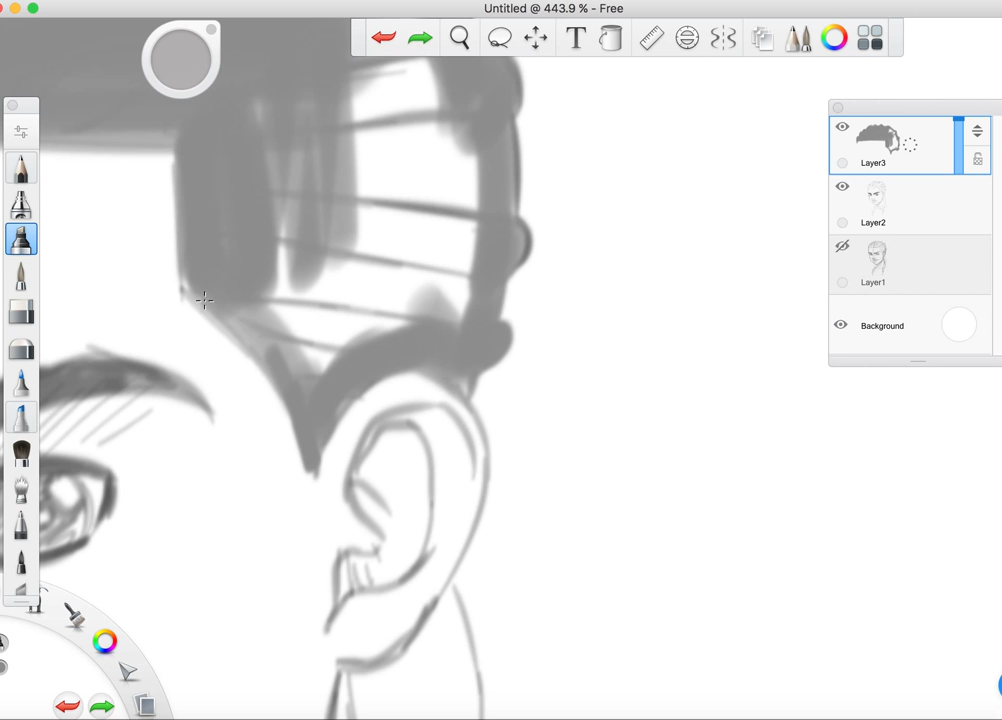 Untitled @ 443.9 % - Free
T
Layer3
Layer2
Layer1
Background